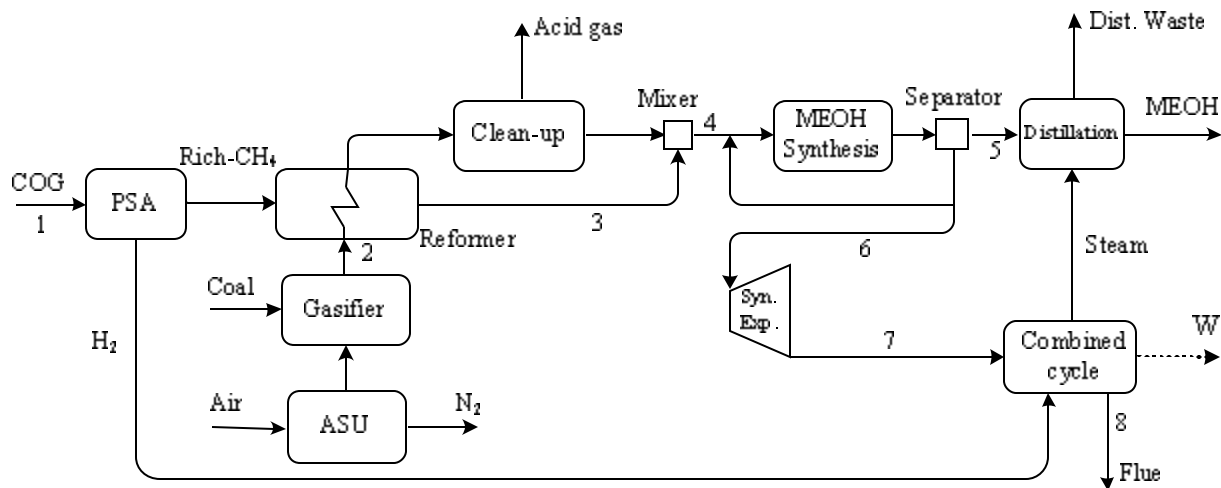 Acid gas
Dist. Waste
Mixer
Separator
MEOH
Clean-up
4
MEOH
Synthesis
5
Distillation
Rich-CH₄
COG
1
PSA
3
Reformer
2
6
Steam
Coal
Gasifier
Syn.
Exp.
7
Combined
cycle
W
H₂
Air
ASU
N₂
8
Flue